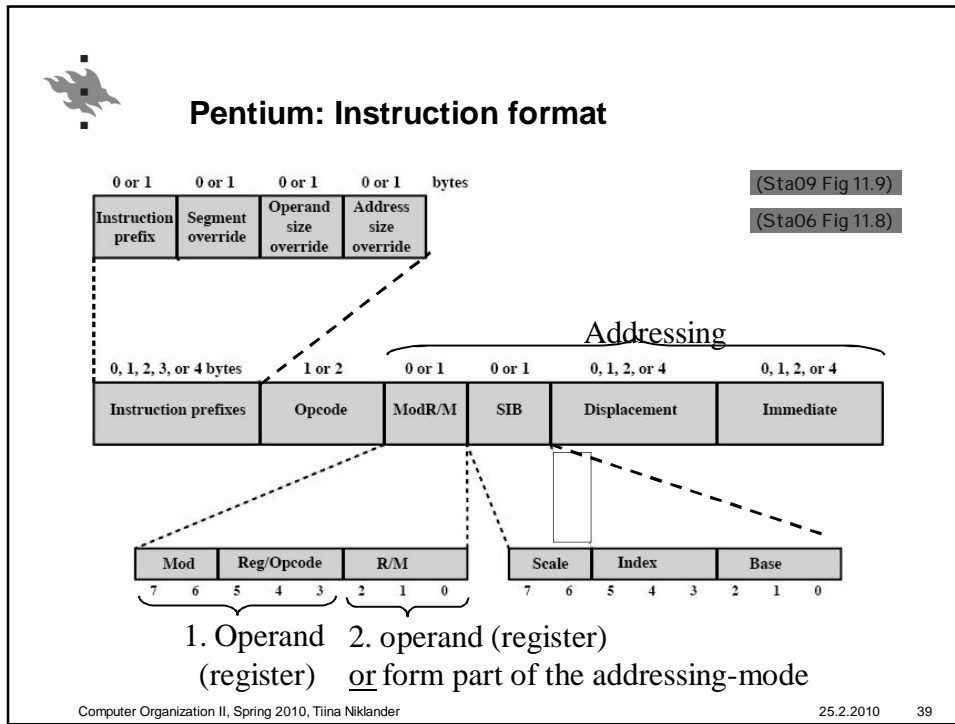 Pentium: Instruction format
0 or 1 0 or 1 0 or 1 0 or 1 bytes
(Sta09 Fig 11.9)
(Sta06 Fig 11.8)
Instruction prefix
Segment override
Operand size override
Address size override
Addressing
0, 1, 2, 3, or 4 bytes 1 or 2 0 or 1 0 or 1 0, 1, 2, or 4 0, 1, 2, or 4
Instruction prefixes Opcode ModR/M SIB Displacement Immediate
Mod Reg/Opcode R/M Scale Index Base
7 6 5 4 3 2 1 0 7 6 5 4 3 2 1 0
1. Operand
(register)
2. operand (register)
or form part of the addressing-mode
Computer Organization II, Spring 2010, Tiina Niklander 25.2.2010 39